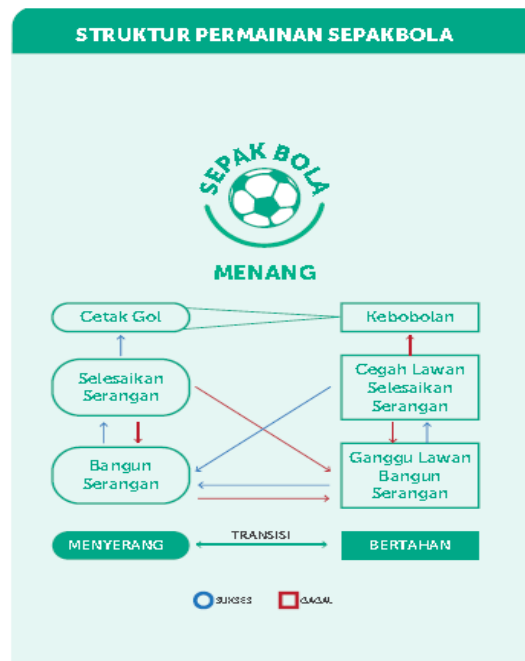 STRUKTUR PERMAINAN SEPAKBOLA
SEPAK BOLA
MENANG
Cetak Gol
Kebobolan
Selesaikan
Serangan
Cegah Lawan
Selesaikan
Serangan
Bangun
Serangan
Ganggu Lawan
Bangun
Serangan
MENYERANG
TRANSISI
BERTAHAN
SUKSES
GAGAL